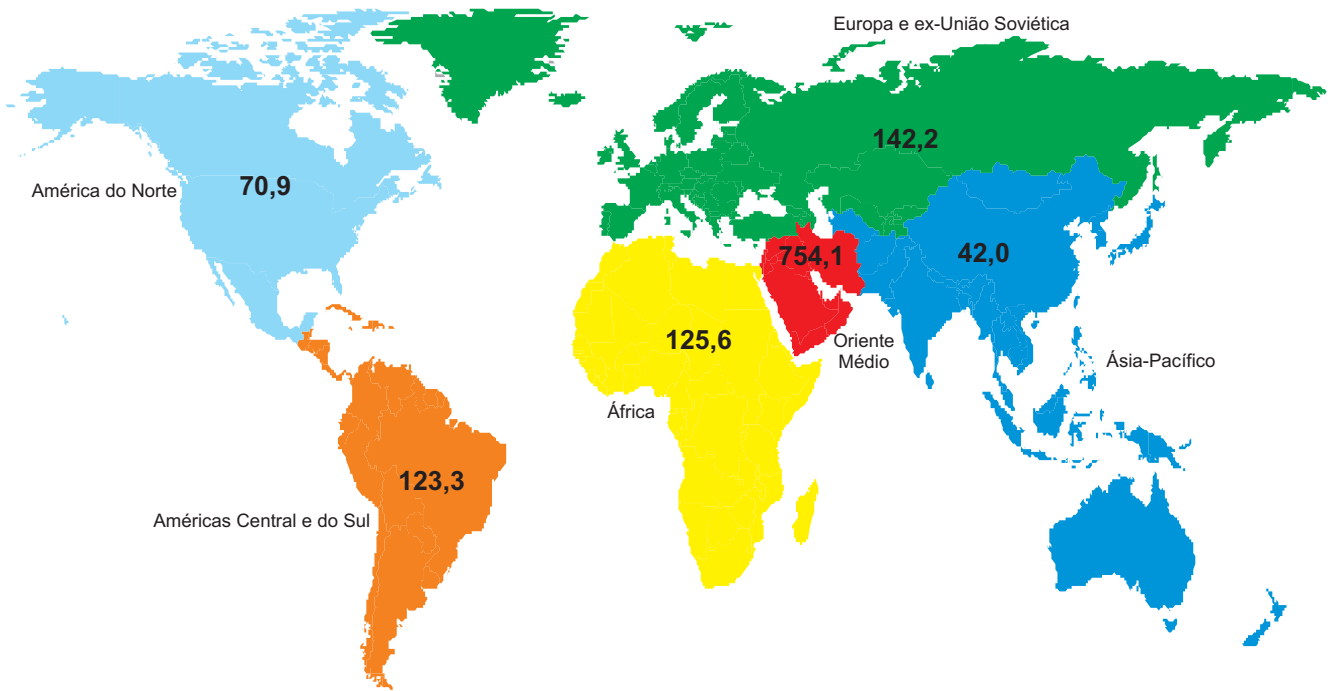 Europa e ex-União Soviética
142,2
América do Norte
70,9
754,1
42,0
125,6
Oriente
Médio
Ásia-Pacífico
África
123,3
Américas Central e do Sul